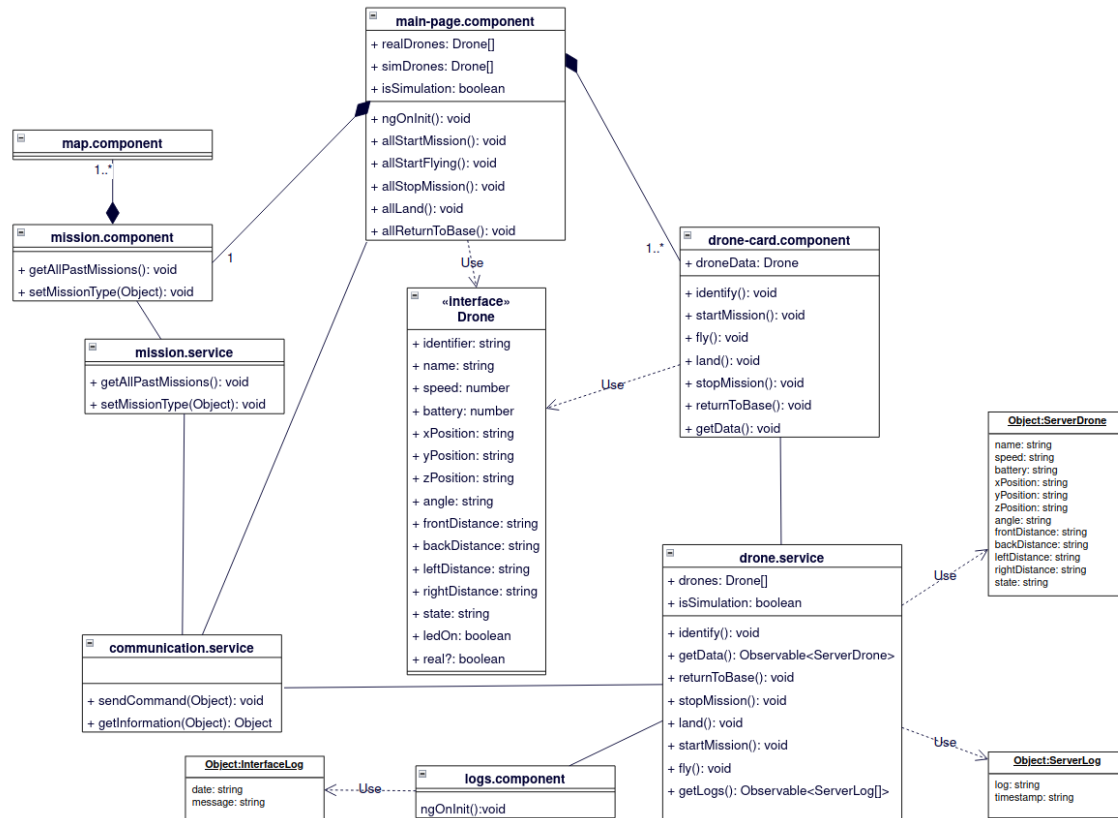 main-page.component
+ realDrones: Drone[]
+ simDrones: Drone[]
+ isSimulation: boolean
+ ngOnInit(): void
+ allStartMission(): void
+ allStartFlying(): void
+ allStopMission(): void
+ allLand(): void
+ allReturnToBase(): void
map.component
1..*
mission.component
+ getAllPastMissions(): void
+ setMissionType(Object): void
1
mission.service
+ getAllPastMissions(): void
+ setMissionType(Object): void
Use
«interface»
Drone
+ identifier: string
+ name: string
+ speed: number
+ battery: number
+ xPosition: string
+ yPosition: string
+ zPosition: string
+ angle: string
+ frontDistance: string
+ backDistance: string
+ leftDistance: string
+ rightDistance: string
+ state: string
+ ledOn: boolean
+ real?: boolean
1..*
drone-card.component
+ droneData: Drone
+ identify(): void
+ startMission(): void
+ fly(): void
+ land(): void
+ stopMission(): void
+ returnToBase(): void
+ getData(): void
Use
Object:ServerDrone
name: string
speed: string
battery: string
xPosition: string
yPosition: string
zPosition: string
angle: string
frontDistance: string
backDistance: string
leftDistance: string
rightDistance: string
state: string
Use
drone.service
+ drones: Drone[]
+ isSimulation: boolean
+ identify(): void
+ getData(): Observable<ServerDrone>
+ returnToBase(): void
+ stopMission(): void
+ land(): void
+ startMission(): void
+ fly(): void
+ getLogs(): Observable<ServerLog[]>
Use
Object:ServerLog
log: string
timestamp: string
communication.service
+ sendCommand(Object): void
+ getInformation(Object): Object
Object:InterfaceLog
date: string
message: string
Use
logs.component
ngOnInit():void